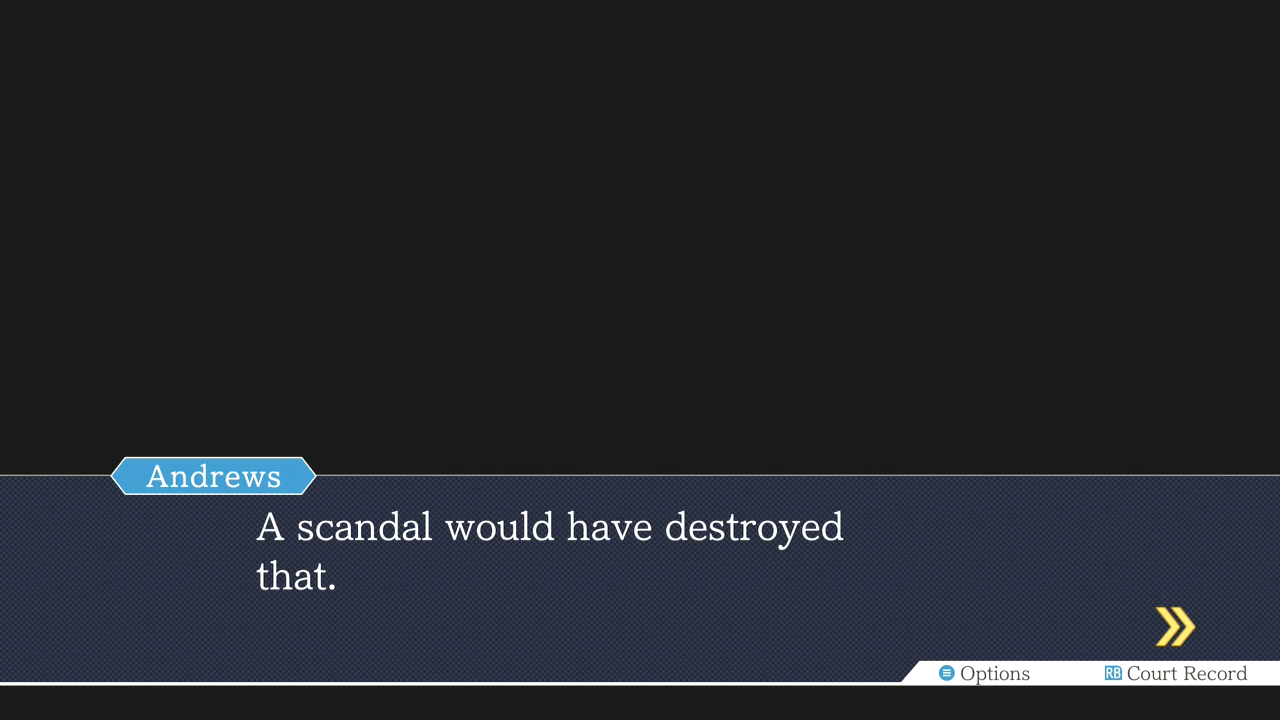 Andrews
A scandal would have destroyed
that.
Options
RB Court Record